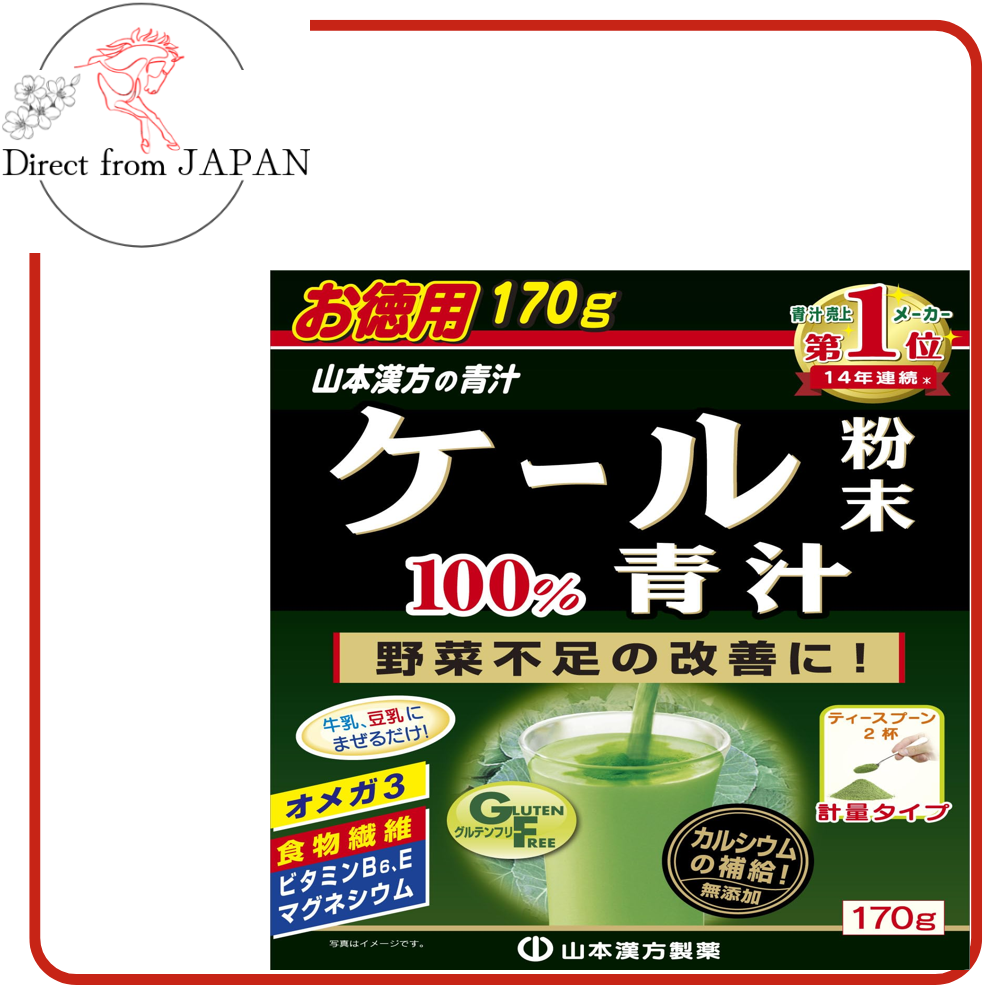 Direct from JAPAN
お徳用 170g
青汁売上 メーカー
第1位
14年連続※
山本漢方の青汁
ケール粉末
100% 青汁
野菜不足の改善に!
牛乳、豆乳に
まぜるだけ!
ティースプーン
2杯
計量タイプ
オメガ3
食物繊維
ビタミンB6、E
マグネシウム
GLUTEN
グルテンフリー
FREE
カルシウム
の補給!
無添加
170g
写真はイメージです。
山本漢方製薬